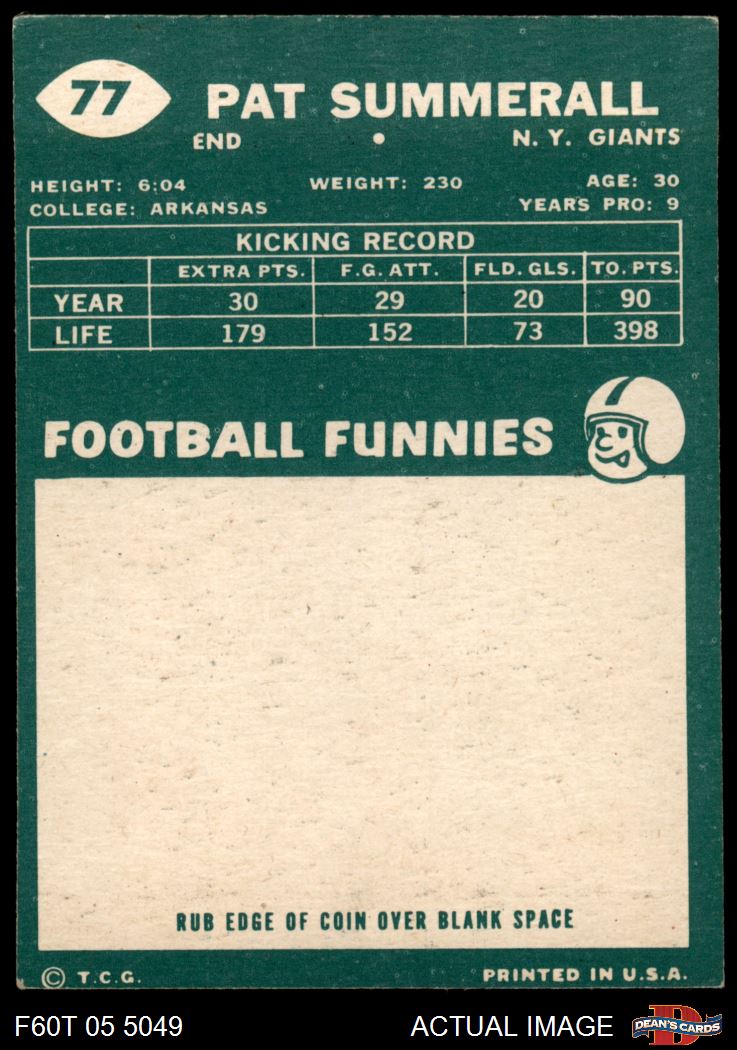 77
PAT SUMMERALL
END • N. Y. GIANTS
HEIGHT: 6:04 WEIGHT: 230 AGE: 30
COLLEGE: ARKANSAS YEARS PRO: 9
KICKING RECORD
EXTRA PTS. F.G. ATT. FLD. GLS. TO. PTS.
YEAR 30 29 20 90
LIFE 179 152 73 398
FOOTBALL FUNNIES
RUB EDGE OF COIN OVER BLANK SPACE
© T.C.G. PRINTED IN U.S.A.
F60T 05 5049 ACTUAL IMAGE DEAN'S CARDS